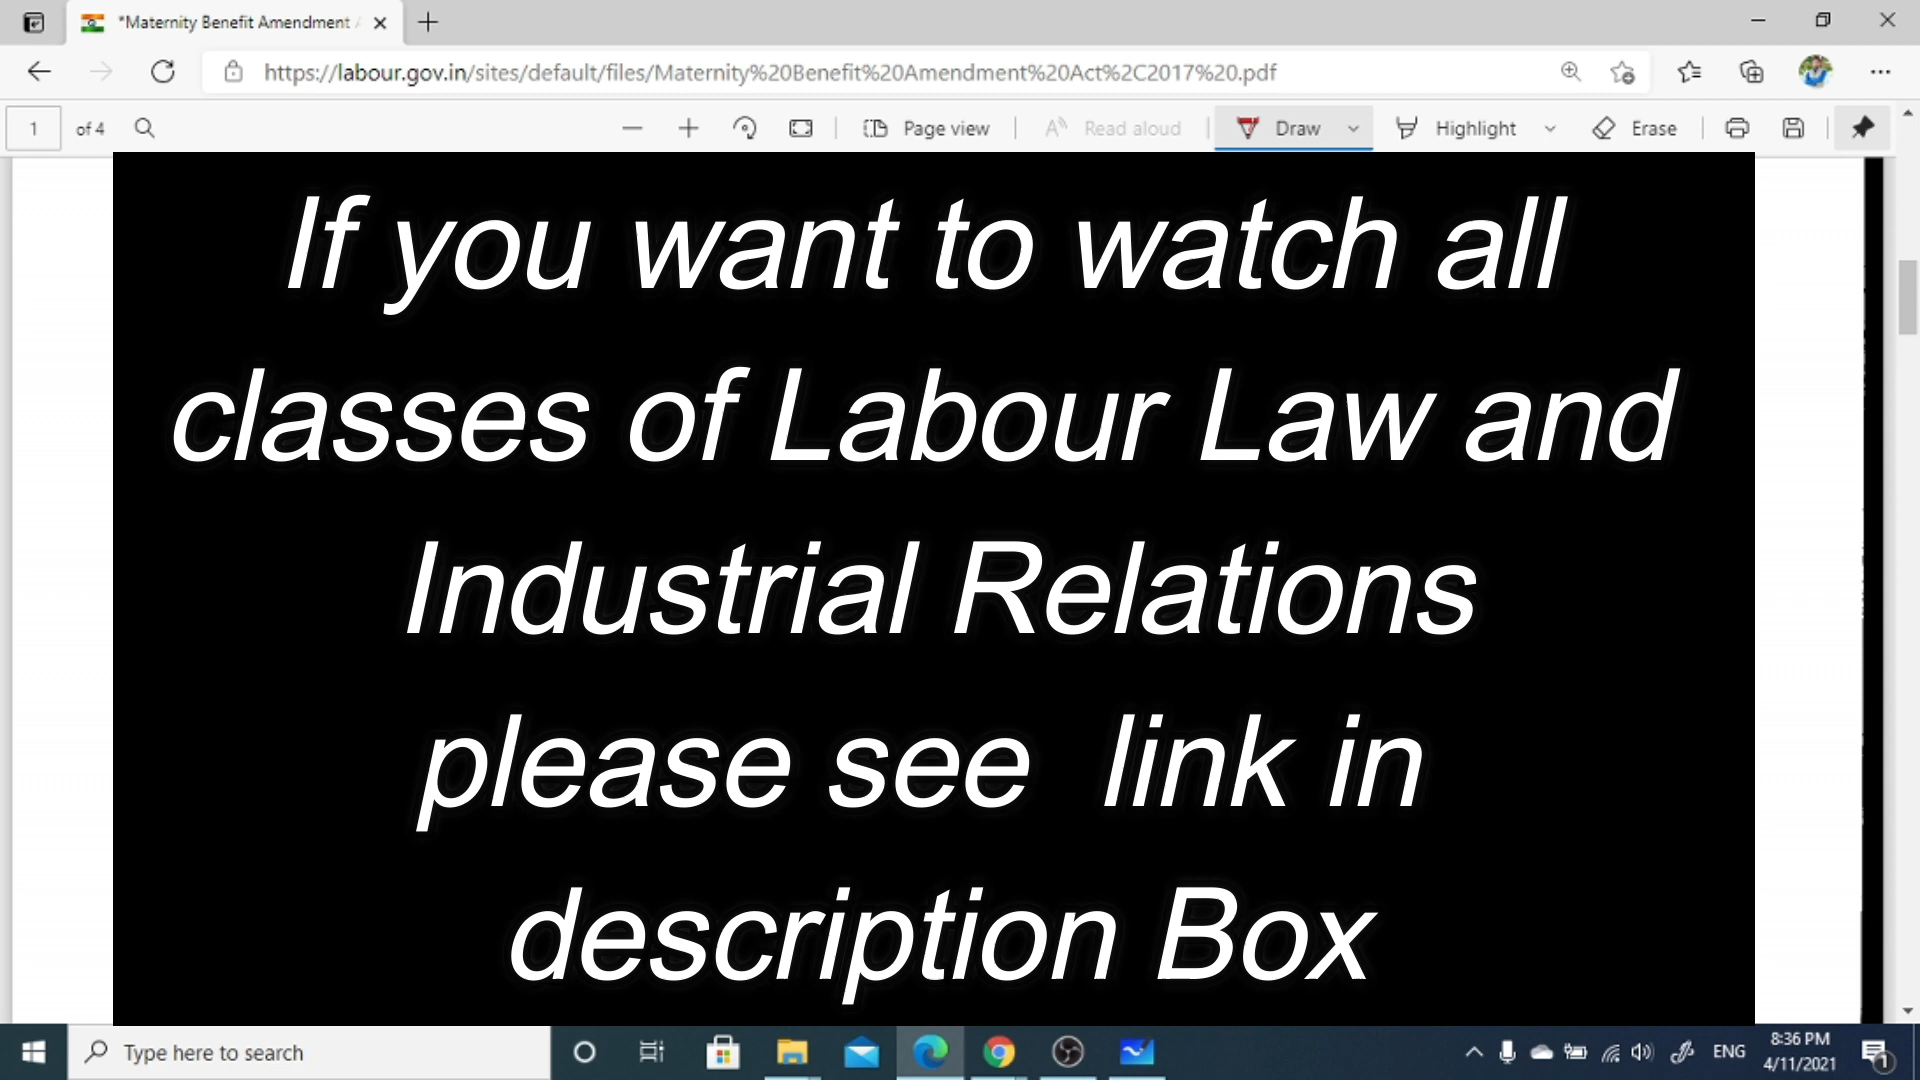 *Maternity Benefit Amendment A
https://labour.gov.in/sites/default/files/Maternity%20Benefit%20Amendment%20Act%2C2017%20.pdf
1 of 4 Page view Read aloud Draw Highlight Erase
If you want to watch all
classes of Labour Law and
Industrial Relations
please see link in
description Box
Type here to search
ENG
8:36 PM
4/11/2021
1